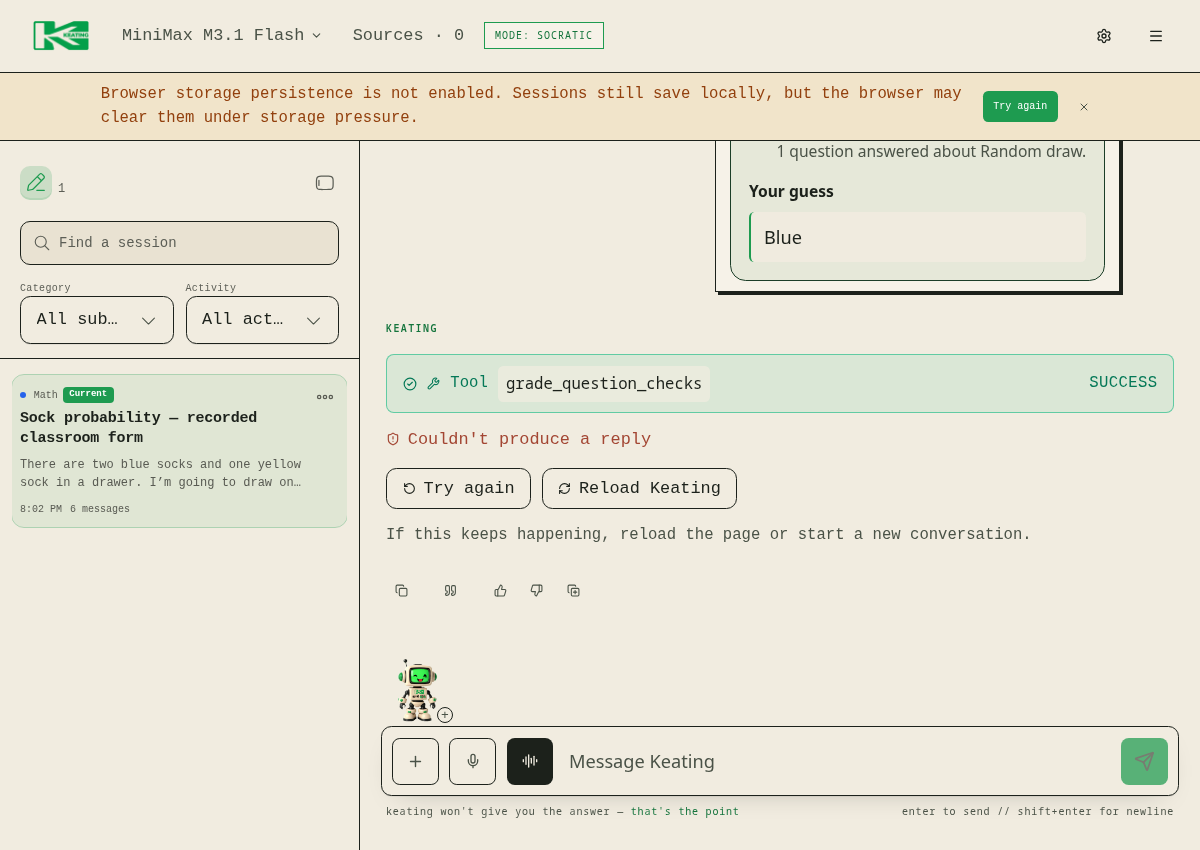 KEATING
MiniMax M3.1 Flash
Sources · 0
MODE: SOCRATIC
Browser storage persistence is not enabled. Sessions still save locally, but the browser may
clear them under storage pressure.
Try again
1
Find a session
Category
Activity
All sub…
All act…
Math
Current
Sock probability — recorded
classroom form
There are two blue socks and one yellow
sock in a drawer. I’m going to draw on…
8:02 PM 6 messages
1 question answered about Random draw.
Your guess
Blue
KEATING
Tool grade_question_checks
SUCCESS
Couldn't produce a reply
Try again
Reload Keating
If this keeps happening, reload the page or start a new conversation.
Message Keating
keating won't give you the answer — that's the point
enter to send // shift+enter for newline